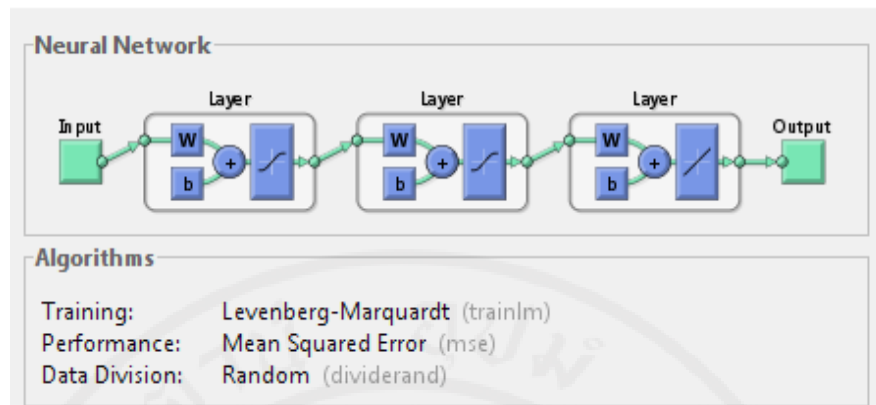 Neural Network
Layer Layer Layer
Input W b + W b + W b + Output
Algorithms
Training: Levenberg-Marquardt (trainlm)
Performance: Mean Squared Error (mse)
Data Division: Random (dividerand)